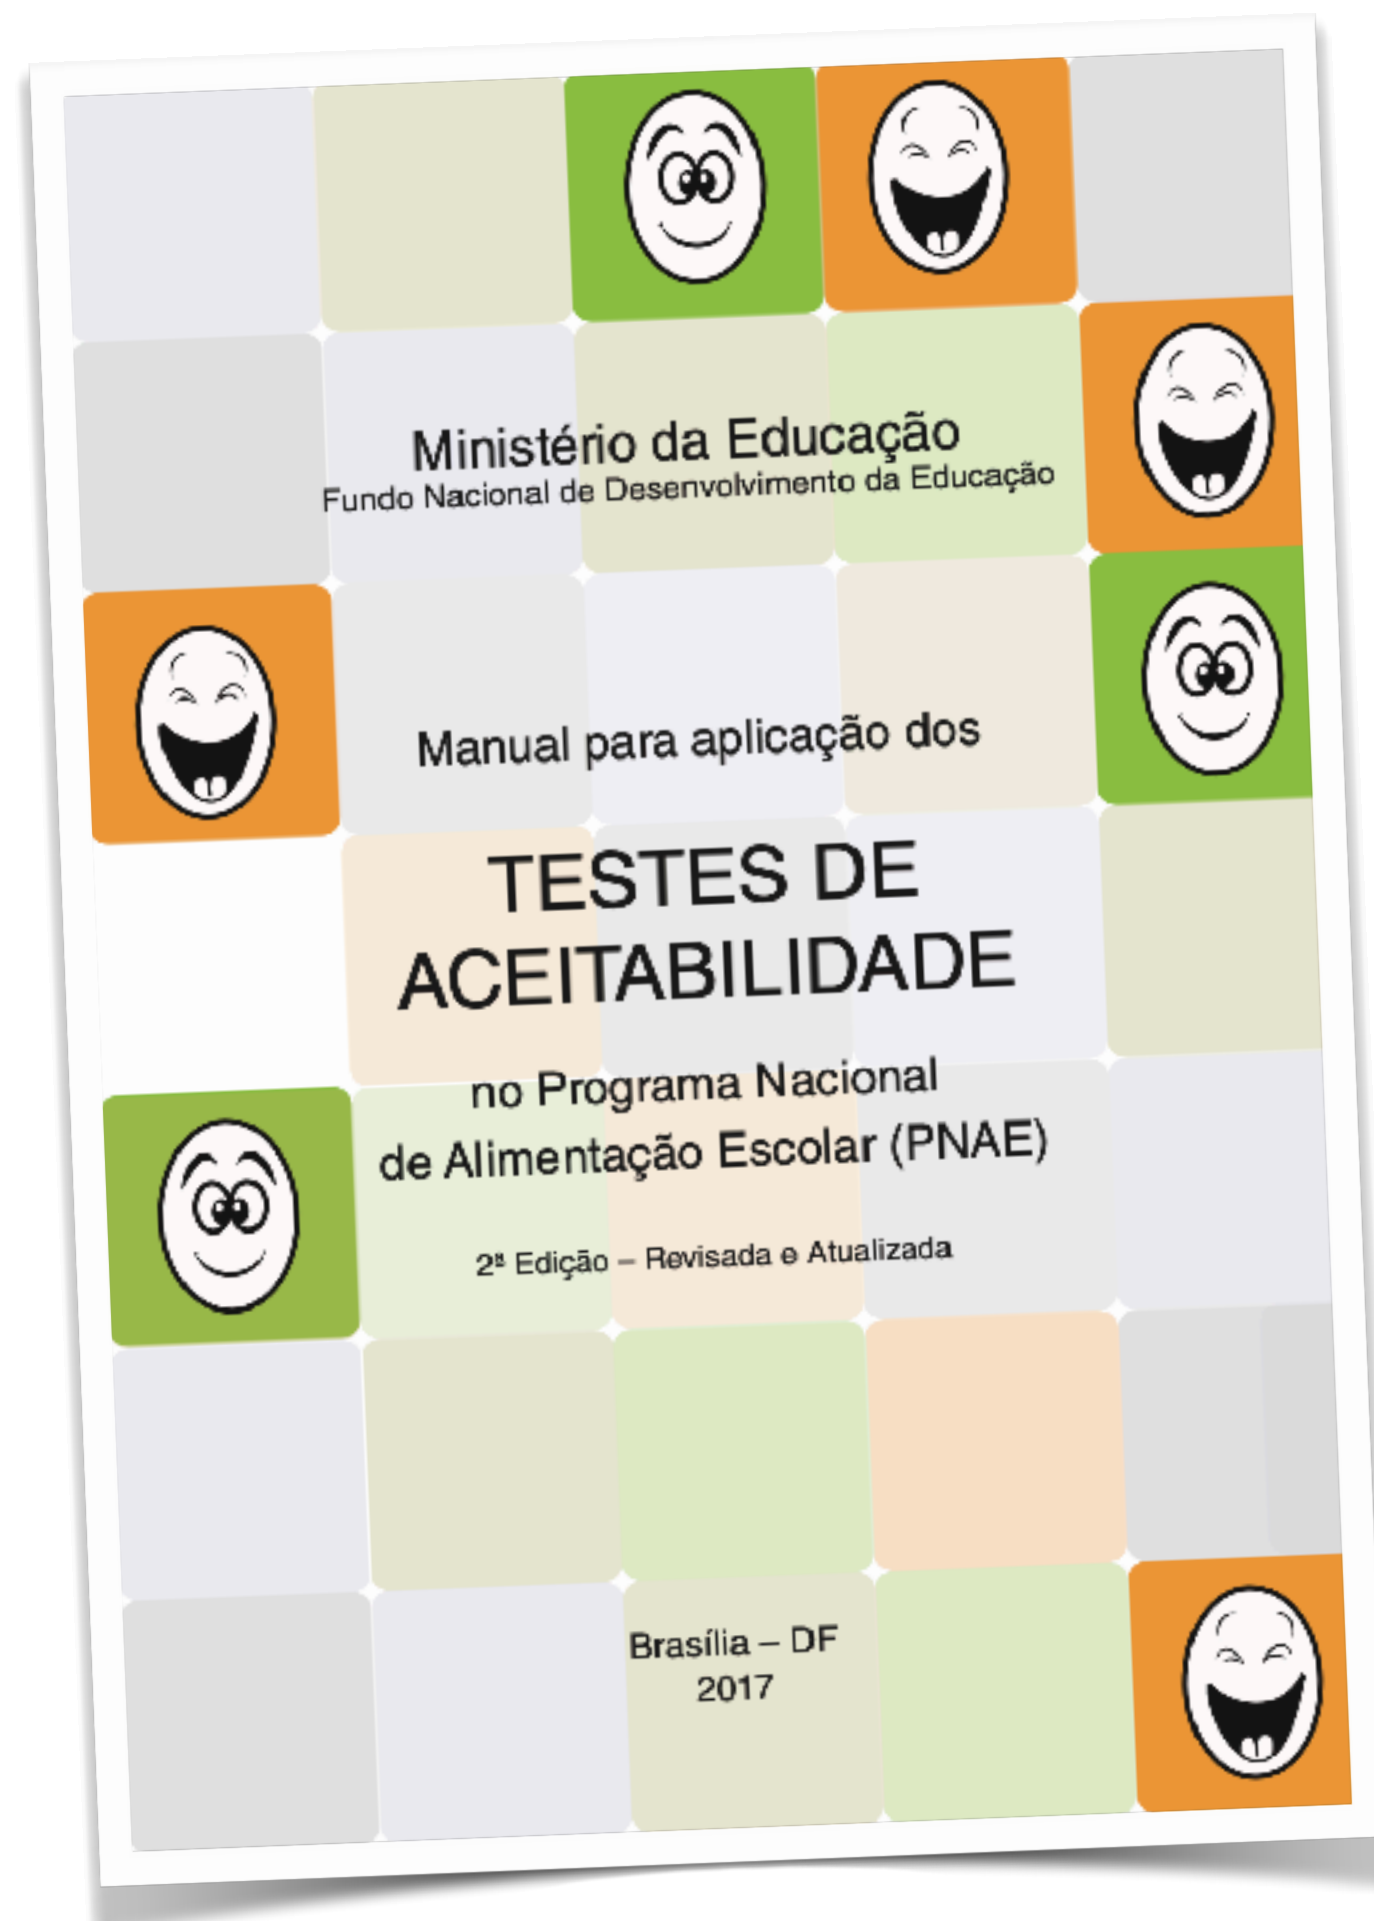 Ministério da Educação
Fundo Nacional de Desenvolvimento da Educação
Manual para aplicação dos
TESTES DE
ACEITABILIDADE
no Programa Nacional
de Alimentação Escolar (PNAE)
2ª Edição – Revisada e Atualizada
Brasília – DF
2017